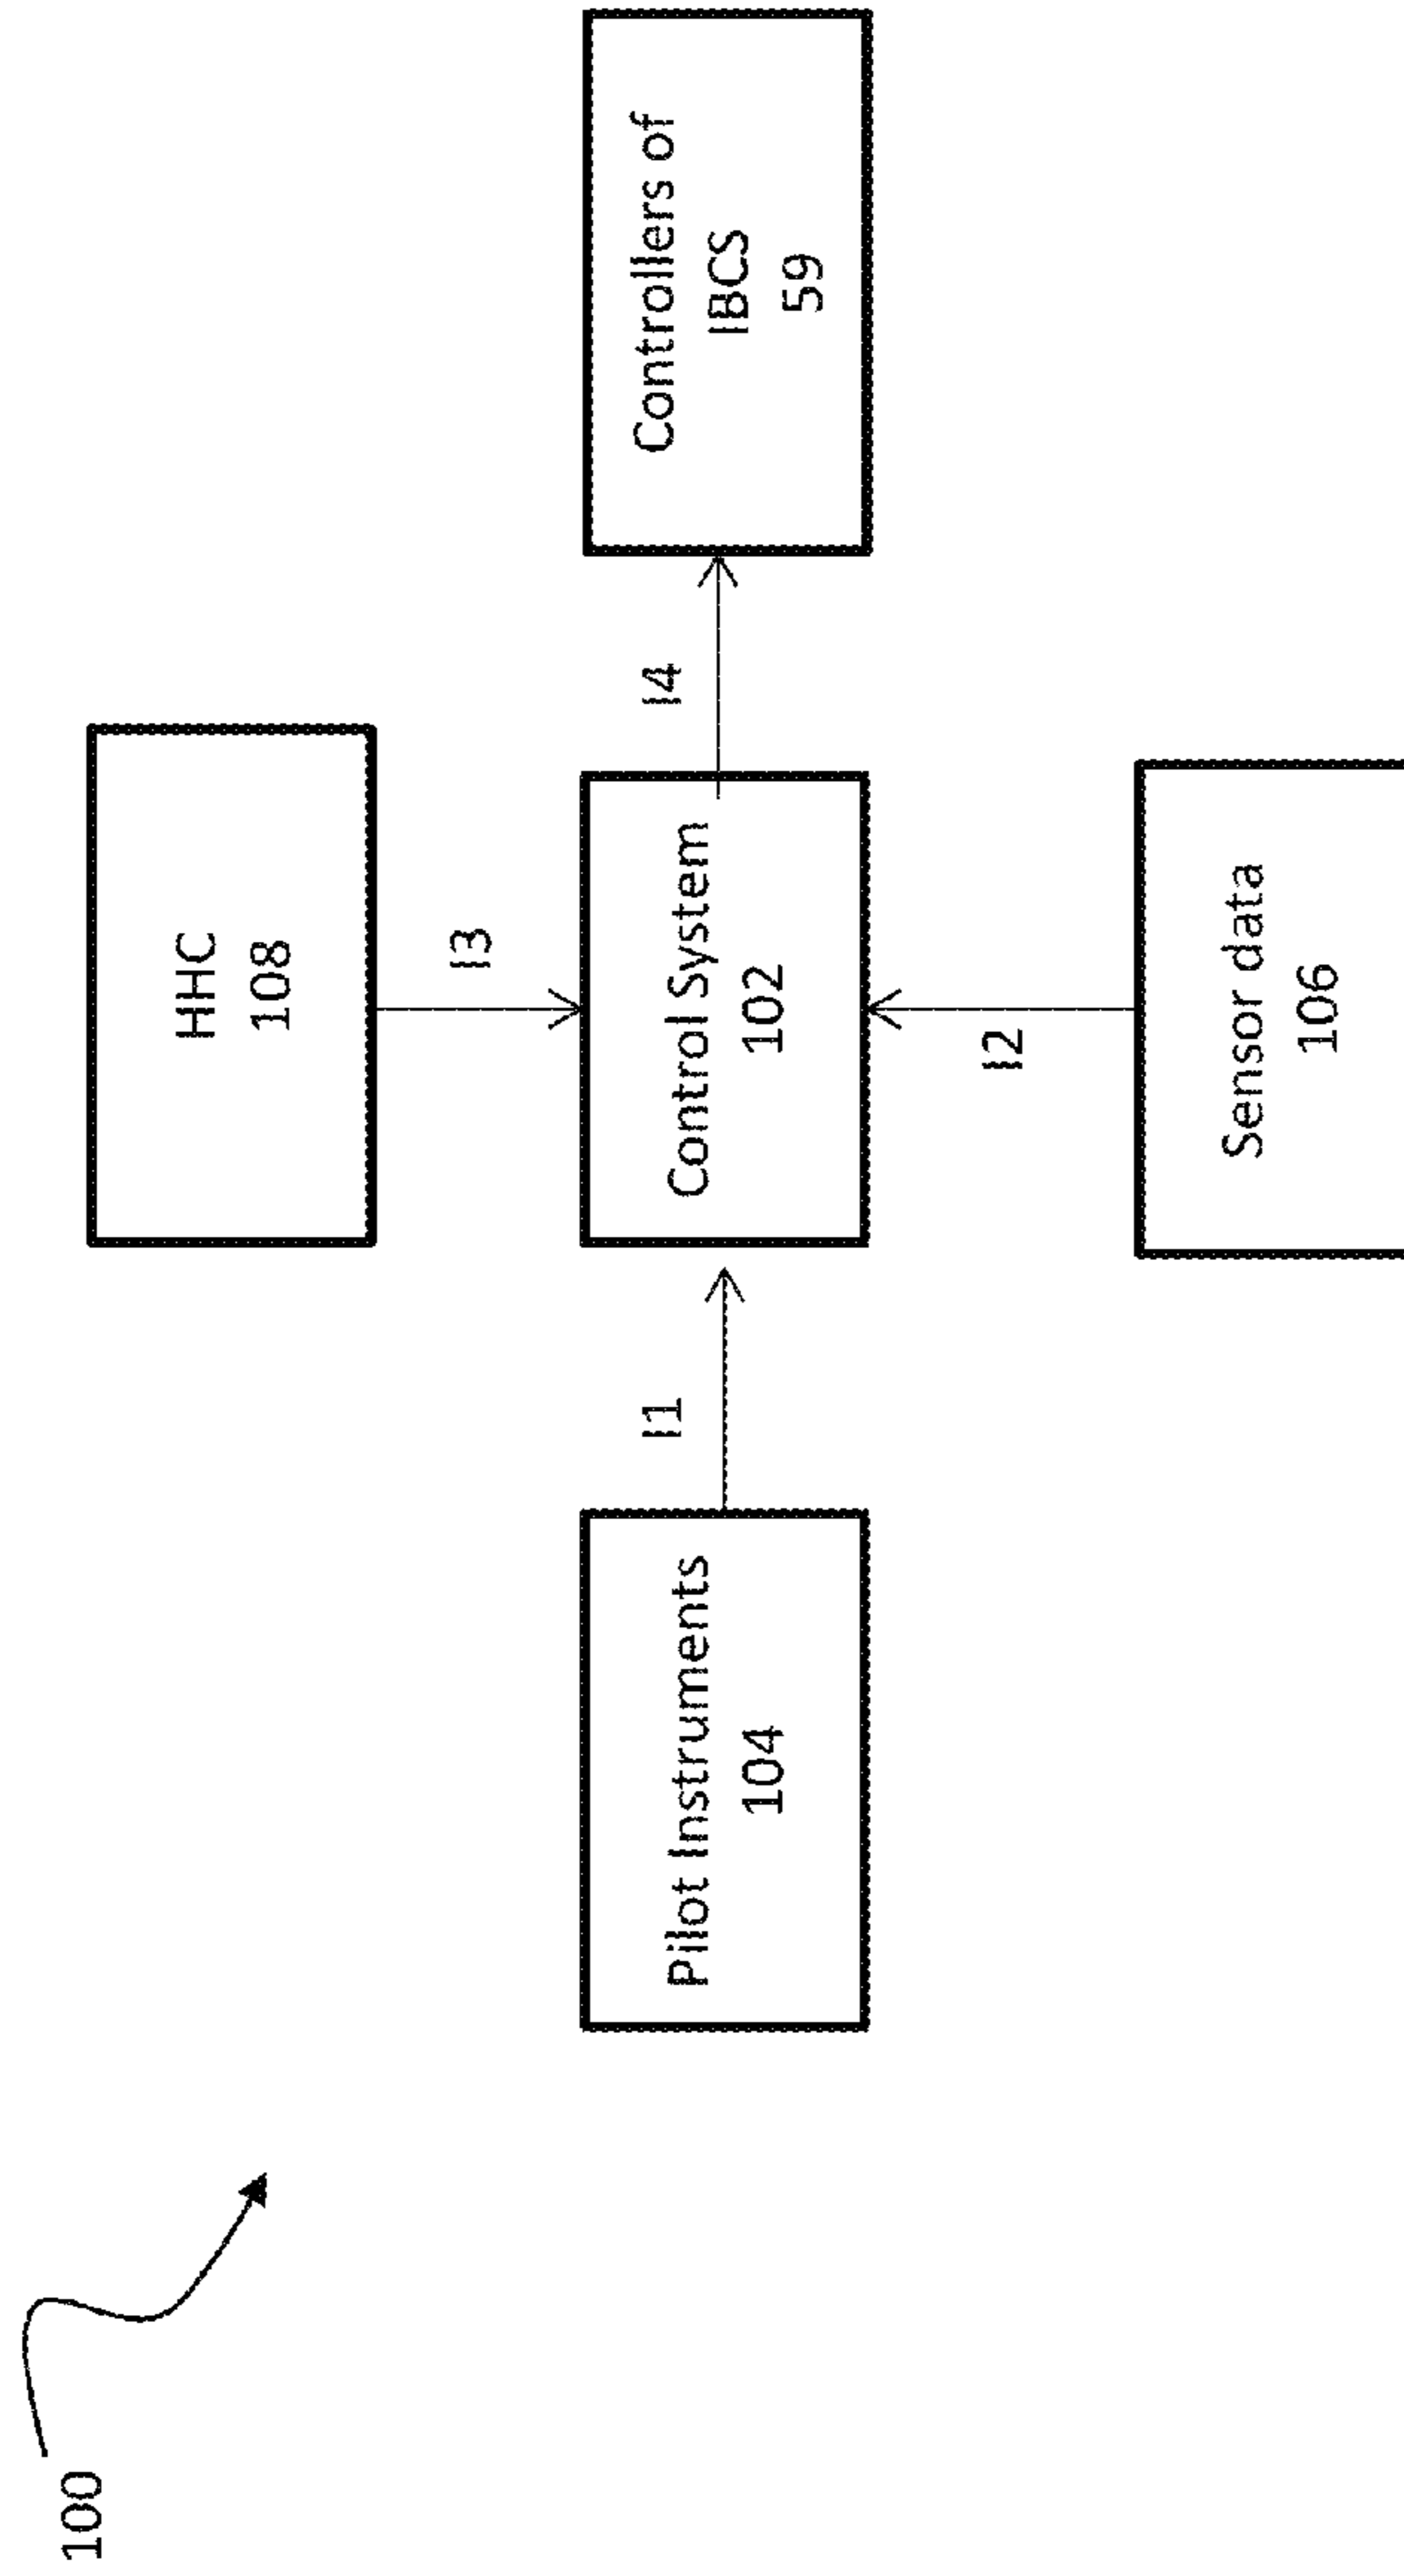 100
HHC
108
I3
Pilot Instruments
104
I1
Control System
102
I4
Controllers of
IBCS
59
I2
Sensor data
106